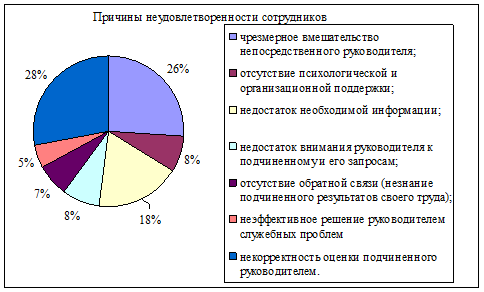 Причины неудовлетворенности сотрудников
26%
8%
18%
8%
7%
5%
28%
чрезмерное вмешательство
непосредственного руководителя;
отсутствие психологической и
организационной поддержки;
недостаток необходимой информации;
недостаток внимания руководителя к
подчиненному и его запросам;
отсутствие обратной связи (незнание
подчиненного результатов своего труда);
неэффективное решение руководителем
служебных проблем
некорректность оценки подчиненного
руководителем.